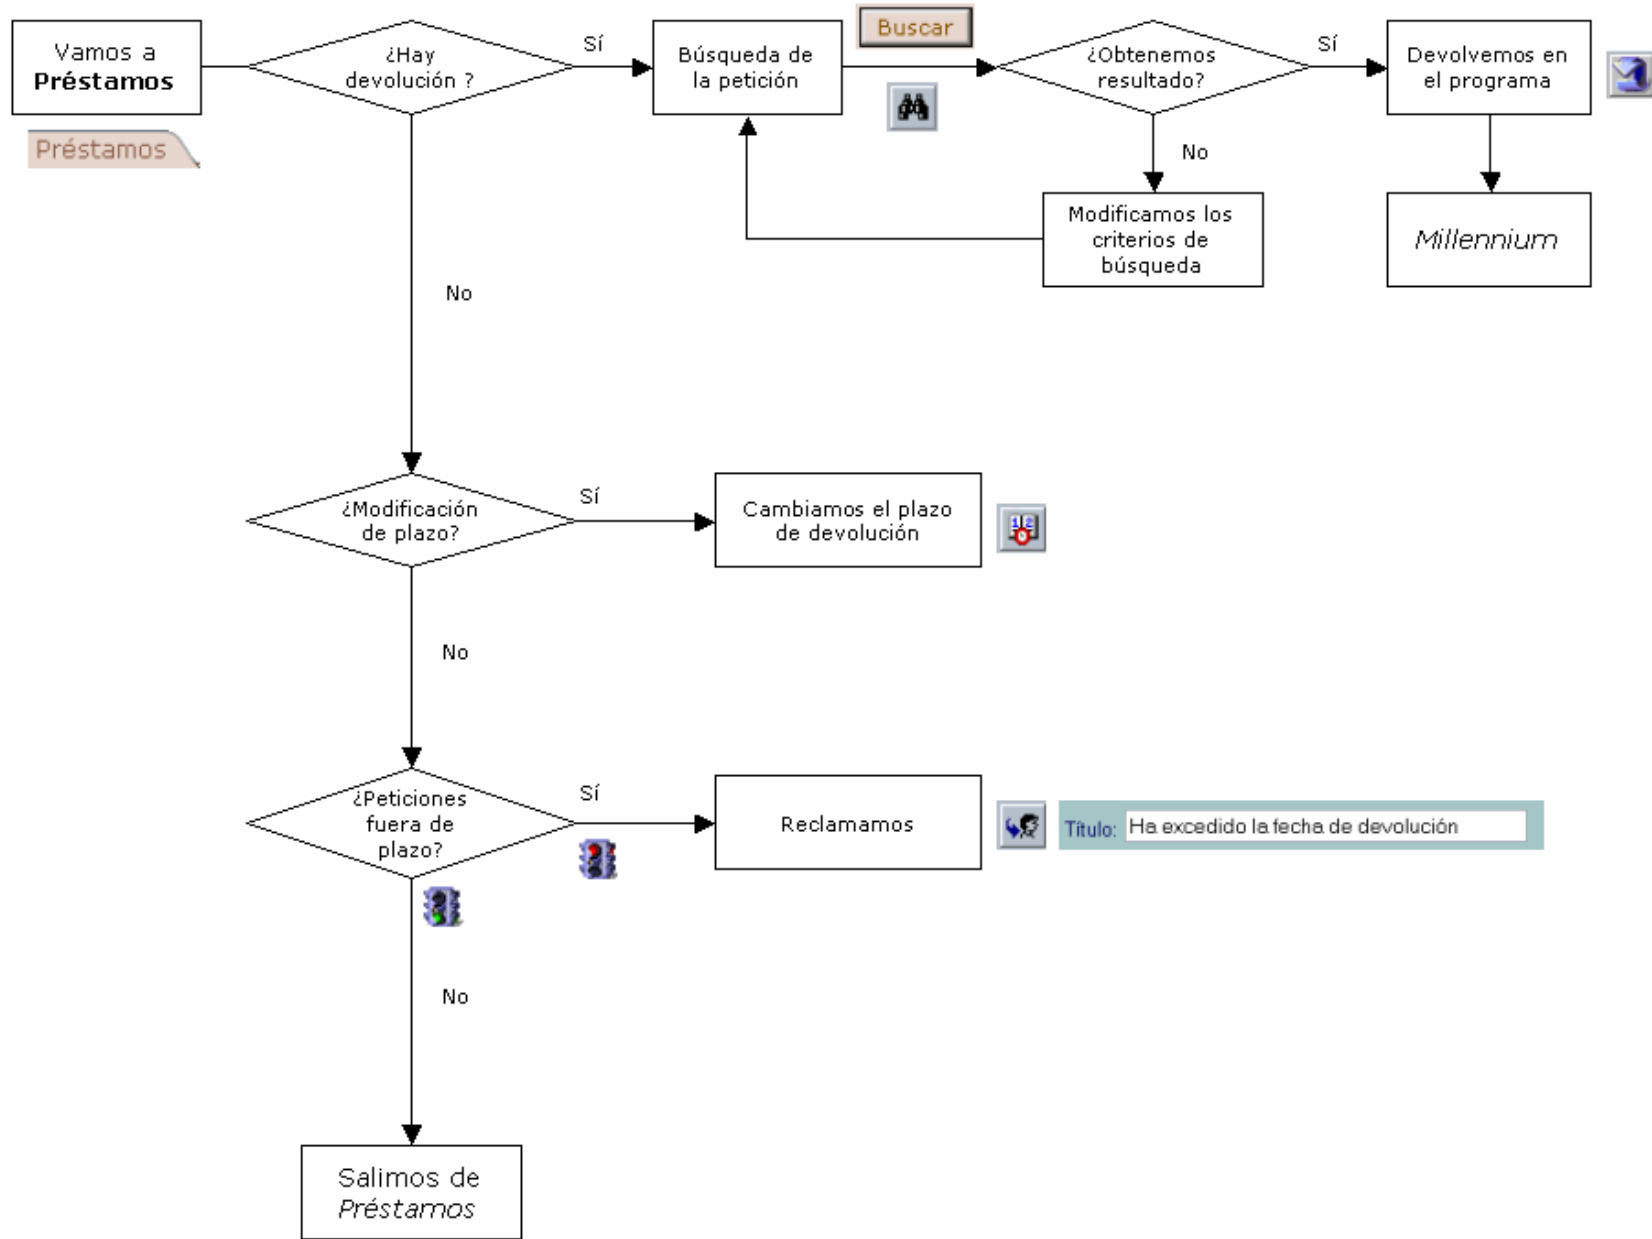 Vamos a
Préstamos
Préstamos
¿Hay
devolución ?
Sí
Búsqueda de
la petición
Buscar
¿Obtenemos
resultado?
Sí
Devolvemos en
el programa
No
Modificamos los
criterios de
búsqueda
Millennium
No
¿Modificación
de plazo?
Sí
Cambiamos el plazo
de devolución
1 2
No
¿Peticiones
fuera de
plazo?
Sí
Reclamamos
Título: Ha excedido la fecha de devolución
No
Salimos de
Préstamos